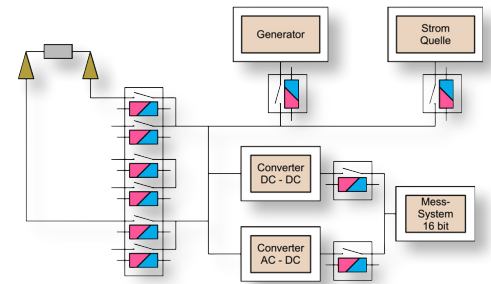 Generator
Strom
Quelle
Converter
DC - DC
Converter
AC - DC
Mess-
System
16 bit